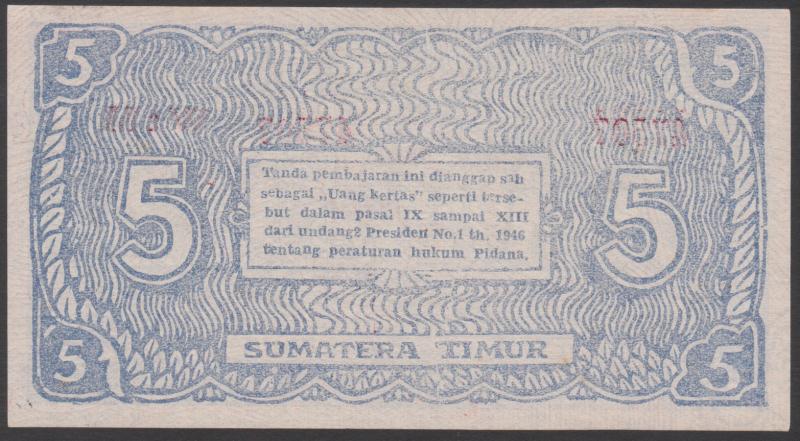 5 5
Tanda pembajaran ini dianggap sah
sebagai „Uang kertas" seperti terse-
but dalam pasal IX sampai XIII
dari undang2 Presiden No.1 th. 1946
tentang peraturan hukum Pidana.
5 5
SUMATERA TIMUR
5 5